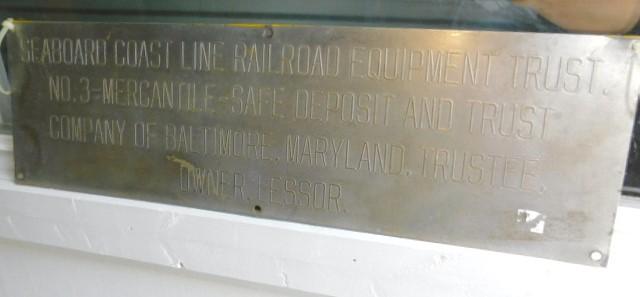 SEABOARD COAST LINE RAILROAD EQUIPMENT TRUST.
NO.3-MERCANTILE-SAFE DEPOSIT AND TRUST
COMPANY OF BALTIMORE, MARYLAND, TRUSTEE,
OWNER, LESSOR.